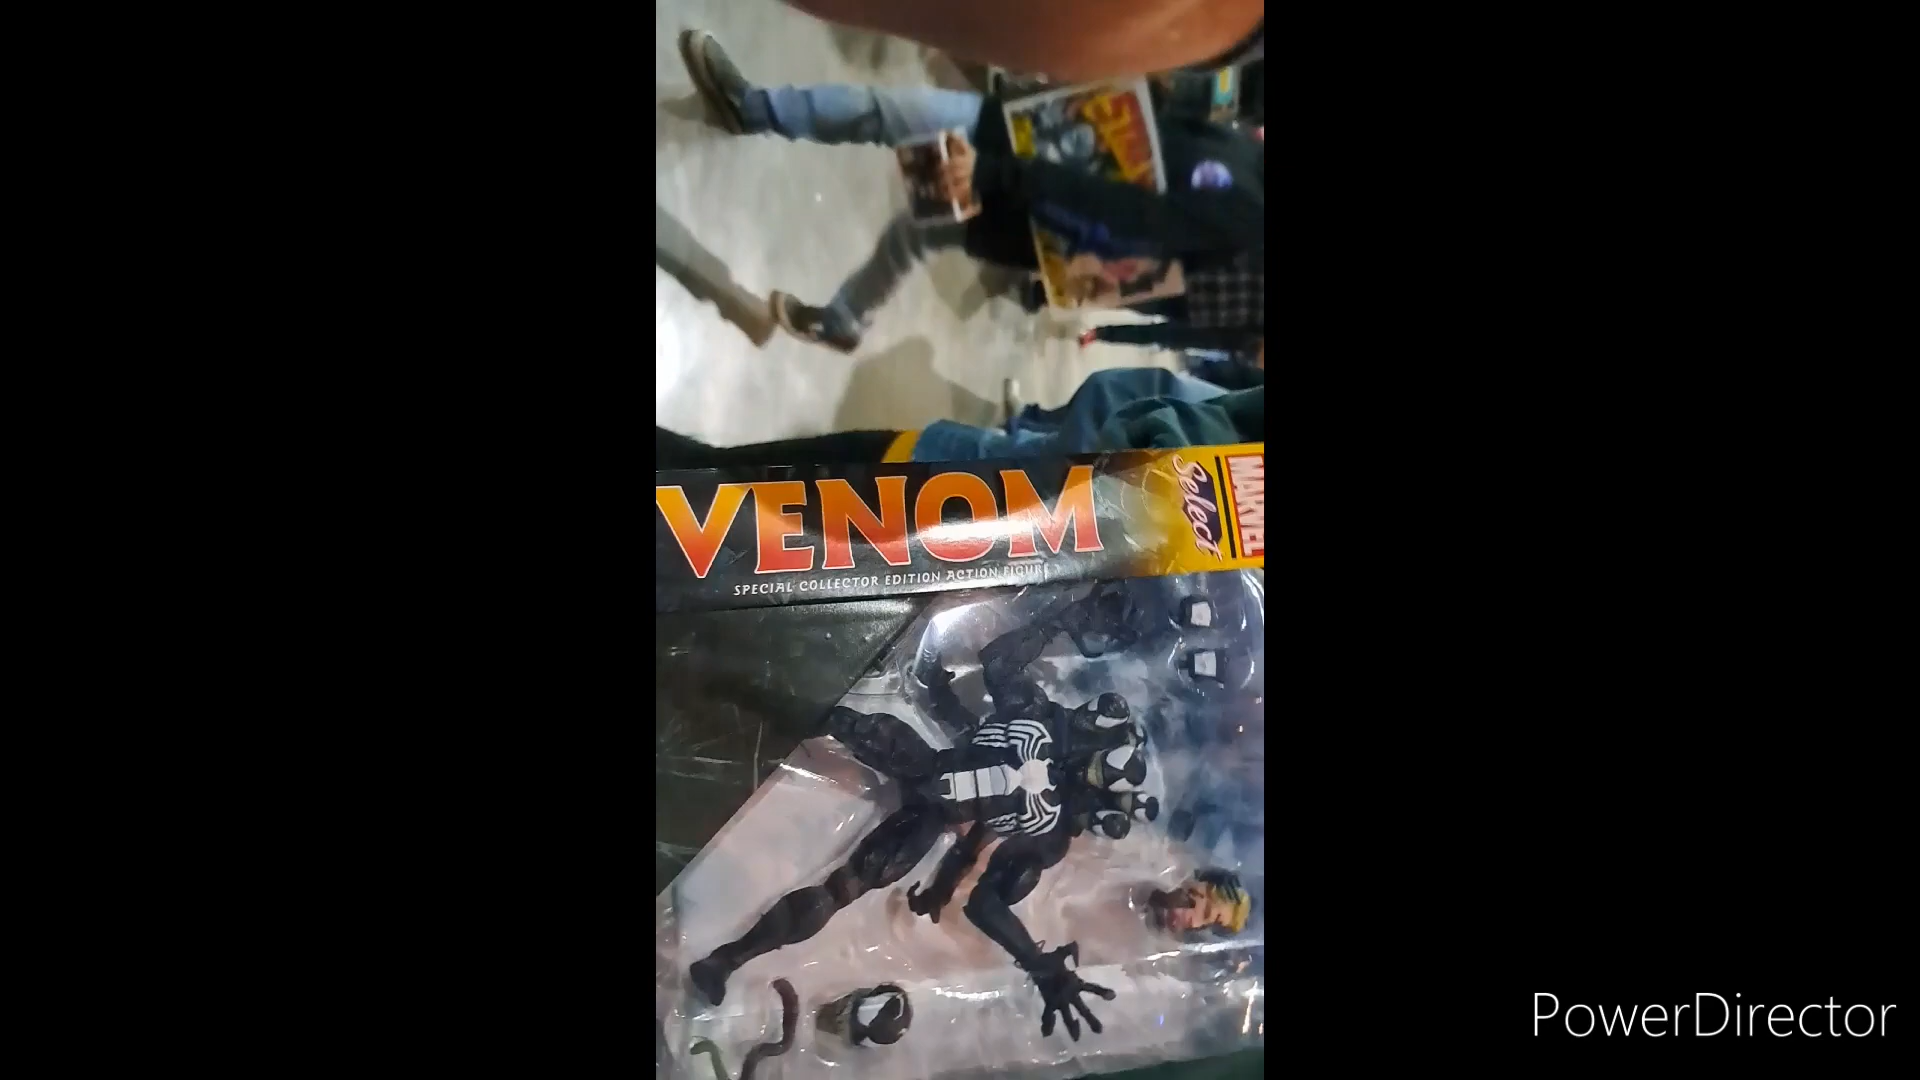 MARVEL
Select
VENOM
SPECIAL COLLECTOR EDITION ACTION FIGURE
PowerDirector